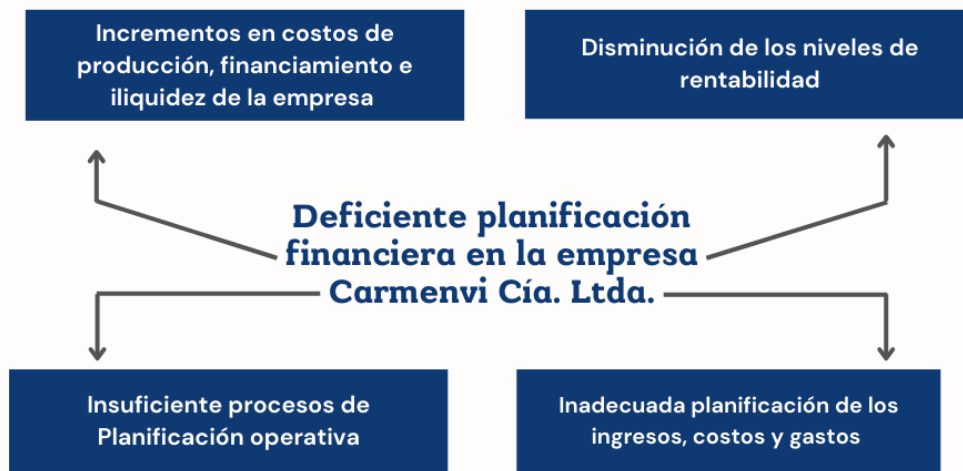 Incrementos en costos de
producción, financiamiento e
iliquidez de la empresa
Disminución de los niveles de
rentabilidad
Deficiente planificación
financiera en la empresa
Carmenvi Cía. Ltda.
Insuficiente procesos de
Planificación operativa
Inadecuada planificación de los
ingresos, costos y gastos